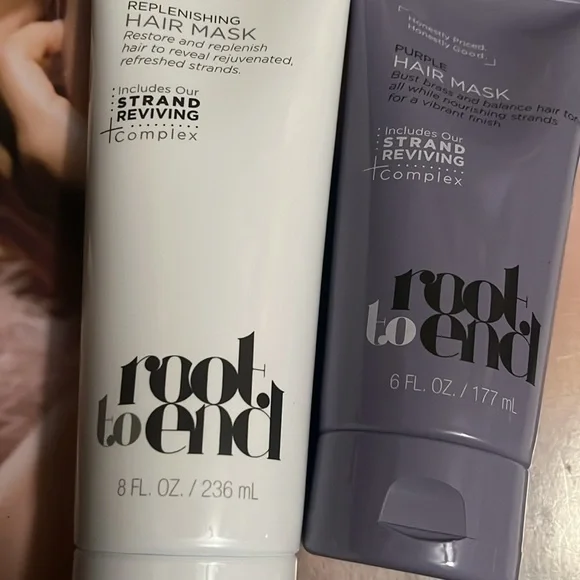 REPLENISHING
HAIR MASK
Restore and replenish
hair to reveal rejuvenated,
refreshed strands.
Includes Our
STRAND
REVIVING
+Complex
root
to end
8 FL. OZ. / 236 mL
Honestly Priced.
Honestly Good.
PURPLE
HAIR MASK
Bust brass and balance hair ton
all while nourishing strands
for a vibrant finish
Includes Our
STRAND
REVIVING
+Complex
root
to end
6 FL. OZ. / 177 mL